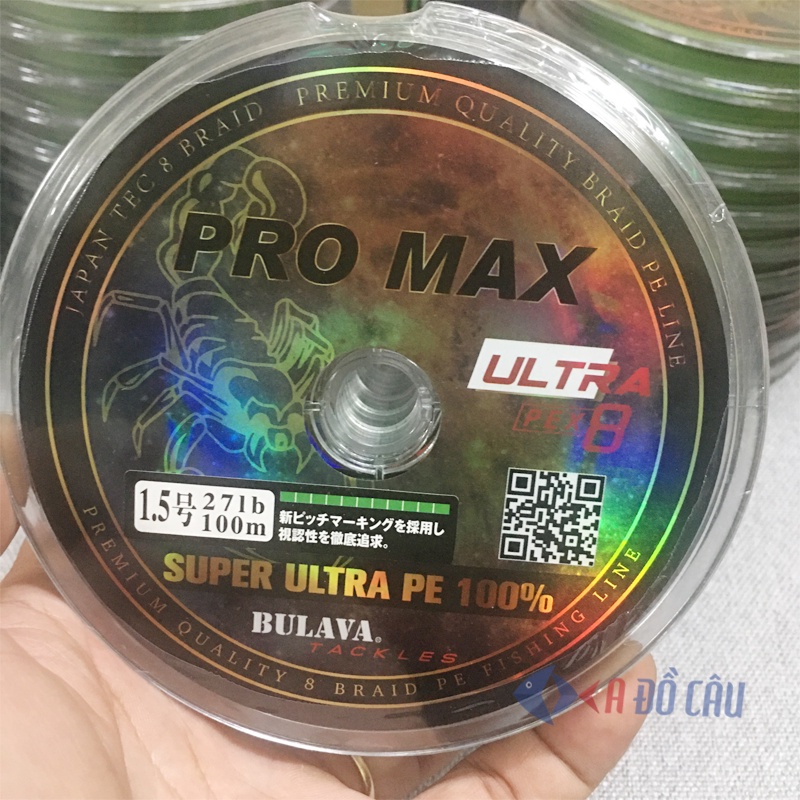 JAPAN TEC 8 BRAID PREMIUM QUALITY BRAID PE LINE
PRO MAX
ULTRA
PEX8
1.5号
27lb
100m
新ピッチマーキングを採用し
視認性を徹底追求。
SUPER ULTRA PE 100%
BULAVA®
TACKLES
PREMIUM QUALITY 8 BRAID PE FISHING LINE
A ĐỒ CÂU